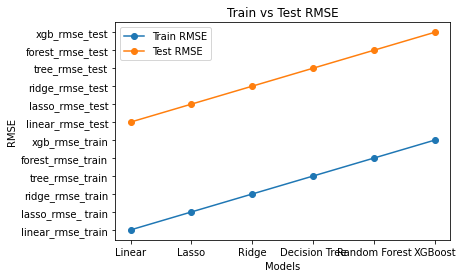 Train vs Test RMSE
Train RMSE
Test RMSE
RMSE
xgb_rmse_test
forest_rmse_test
tree_rmse_test
ridge_rmse_test
lasso_rmse_test
linear_rmse_test
xgb_rmse_train
forest_rmse_train
tree_rmse_train
ridge_rmse_train
lasso_rmse_ train
linear_rmse_train
Linear Lasso Ridge Decision Tree Random Forest XGBoost
Models